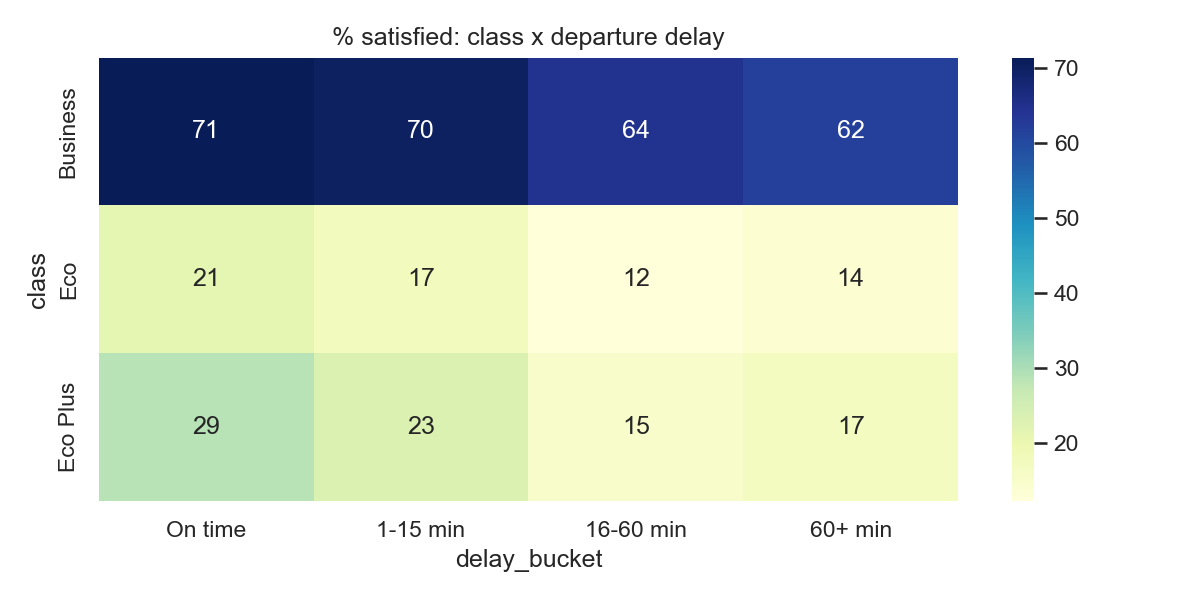 % satisfied: class x departure delay
class
Business
71 70 64 62
Eco
21 17 12 14
Eco Plus
29 23 15 17
On time 1-15 min 16-60 min 60+ min
delay_bucket
70
60
50
40
30
20